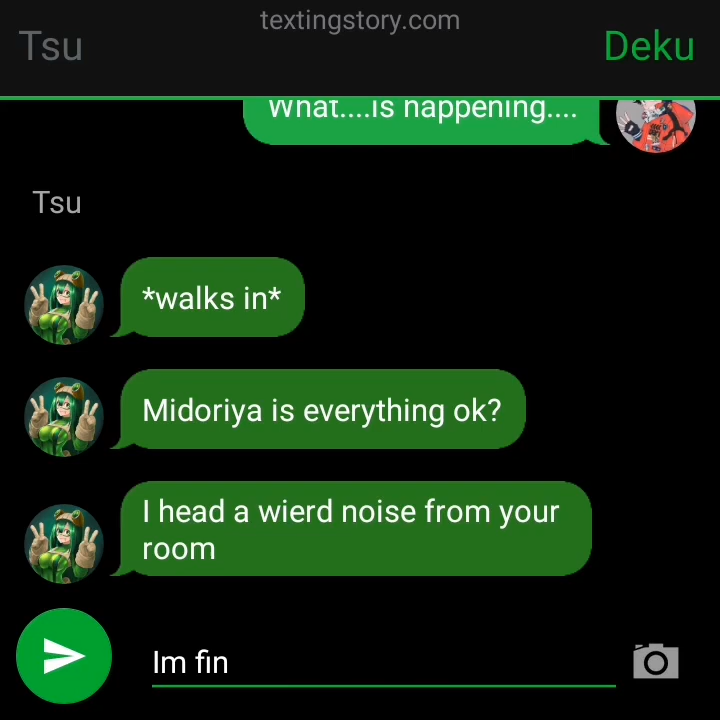 textingstory.com
Tsu
Deku
What....is happening....
Tsu
*walks in*
Midoriya is everything ok?
I head a wierd noise from your
room
Im fin